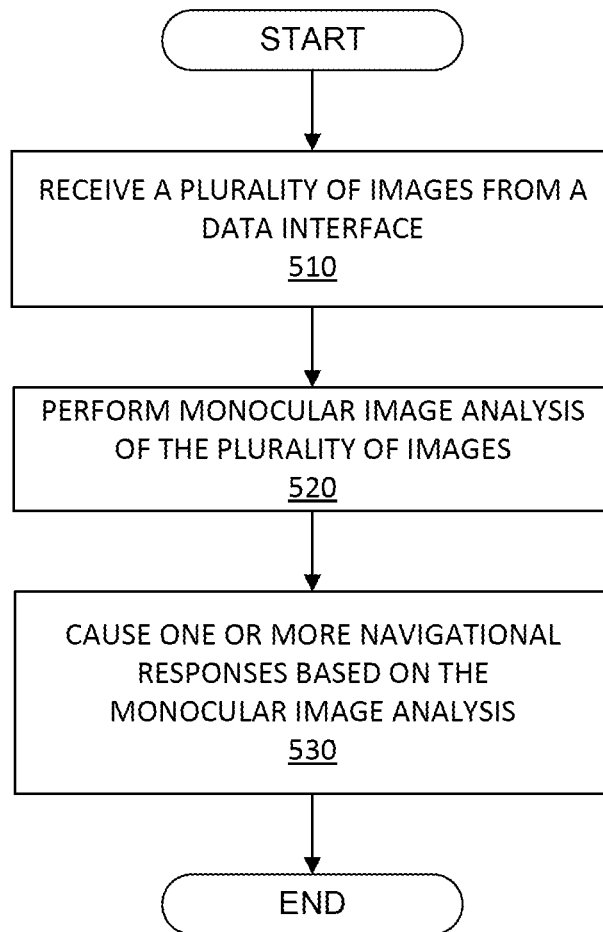 START
RECEIVE A PLURALITY OF IMAGES FROM A
DATA INTERFACE
510
PERFORM MONOCULAR IMAGE ANALYSIS
OF THE PLURALITY OF IMAGES
520
CAUSE ONE OR MORE NAVIGATIONAL
RESPONSES BASED ON THE
MONOCULAR IMAGE ANALYSIS
530
END